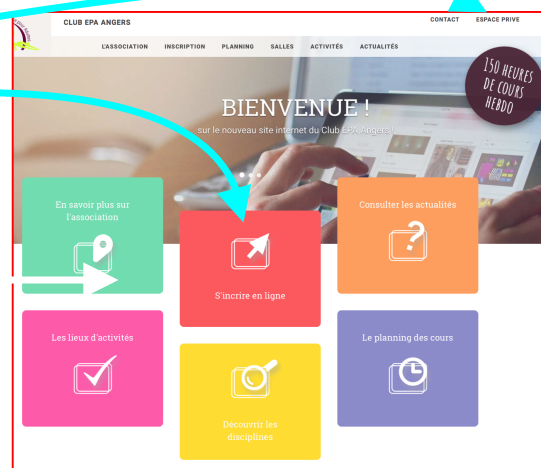 CLUB EPA ANGERS
CONTACT ESPACE PRIVE
L'ASSOCIATION INSCRIPTION PLANNING SALLES ACTIVITÉS ACTUALITÉS
150 HEURES
DE COURS
HEBDO
BIENVENUE !
sur le nouveau site internet du Club EPA Angers !
En savoir plus sur
l'association
S'incrire en ligne
Consulter les actualités
Les lieux d'activités
Découvrir les
disciplines
Le planning des cours